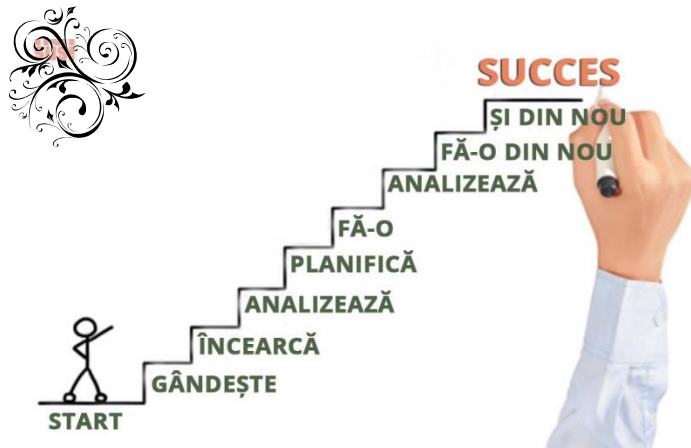 SUCCES
ȘI DIN NOU
FĂ-O DIN NOU
ANALIZEAZĂ
FĂ-O
PLANIFICĂ
ANALIZEAZĂ
ÎNCEARCĂ
GÂNDEȘTE
START